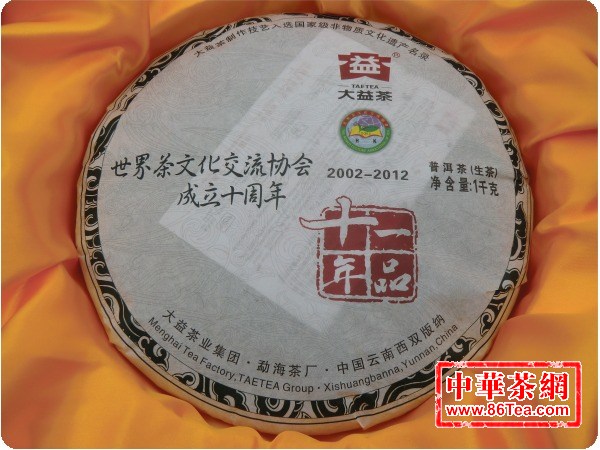 大益茶制作技艺入选国家级非物质文化遗产名录
益®
TAETEA
大益茶
世界茶文化交流协会
成立十周年
2002-2012
普洱茶(生茶)
净含量:1千克
十一
年品
大益茶业集团·勐海茶厂·中国云南西双版纳
Menghai Tea Factory, TAETEA Group·Xishuangbanna, Yunnan, China
中華茶網
www.86Tea.com